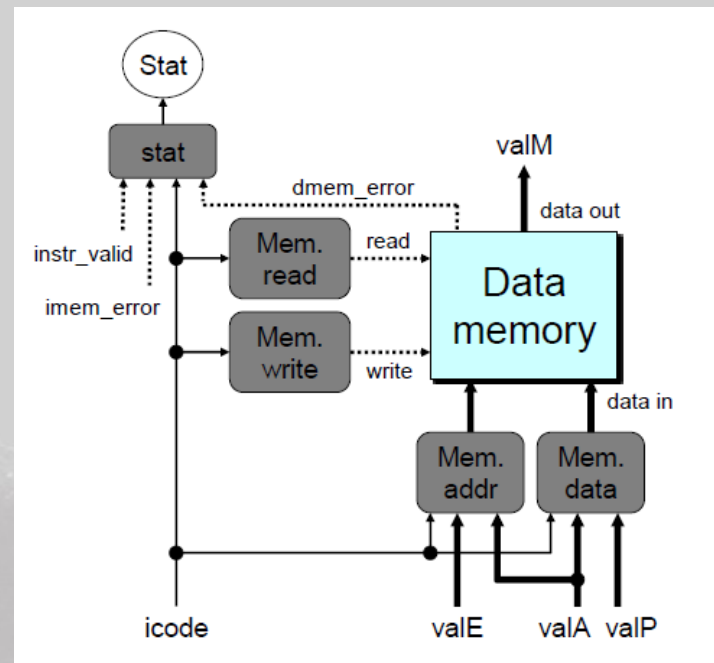 Stat
stat
valM
dmem_error
data out
instr_valid
Mem.
read
read
Data
memory
imem_error
Mem.
write
write
data in
Mem.
addr
Mem.
data
icode
valE
valA
valP